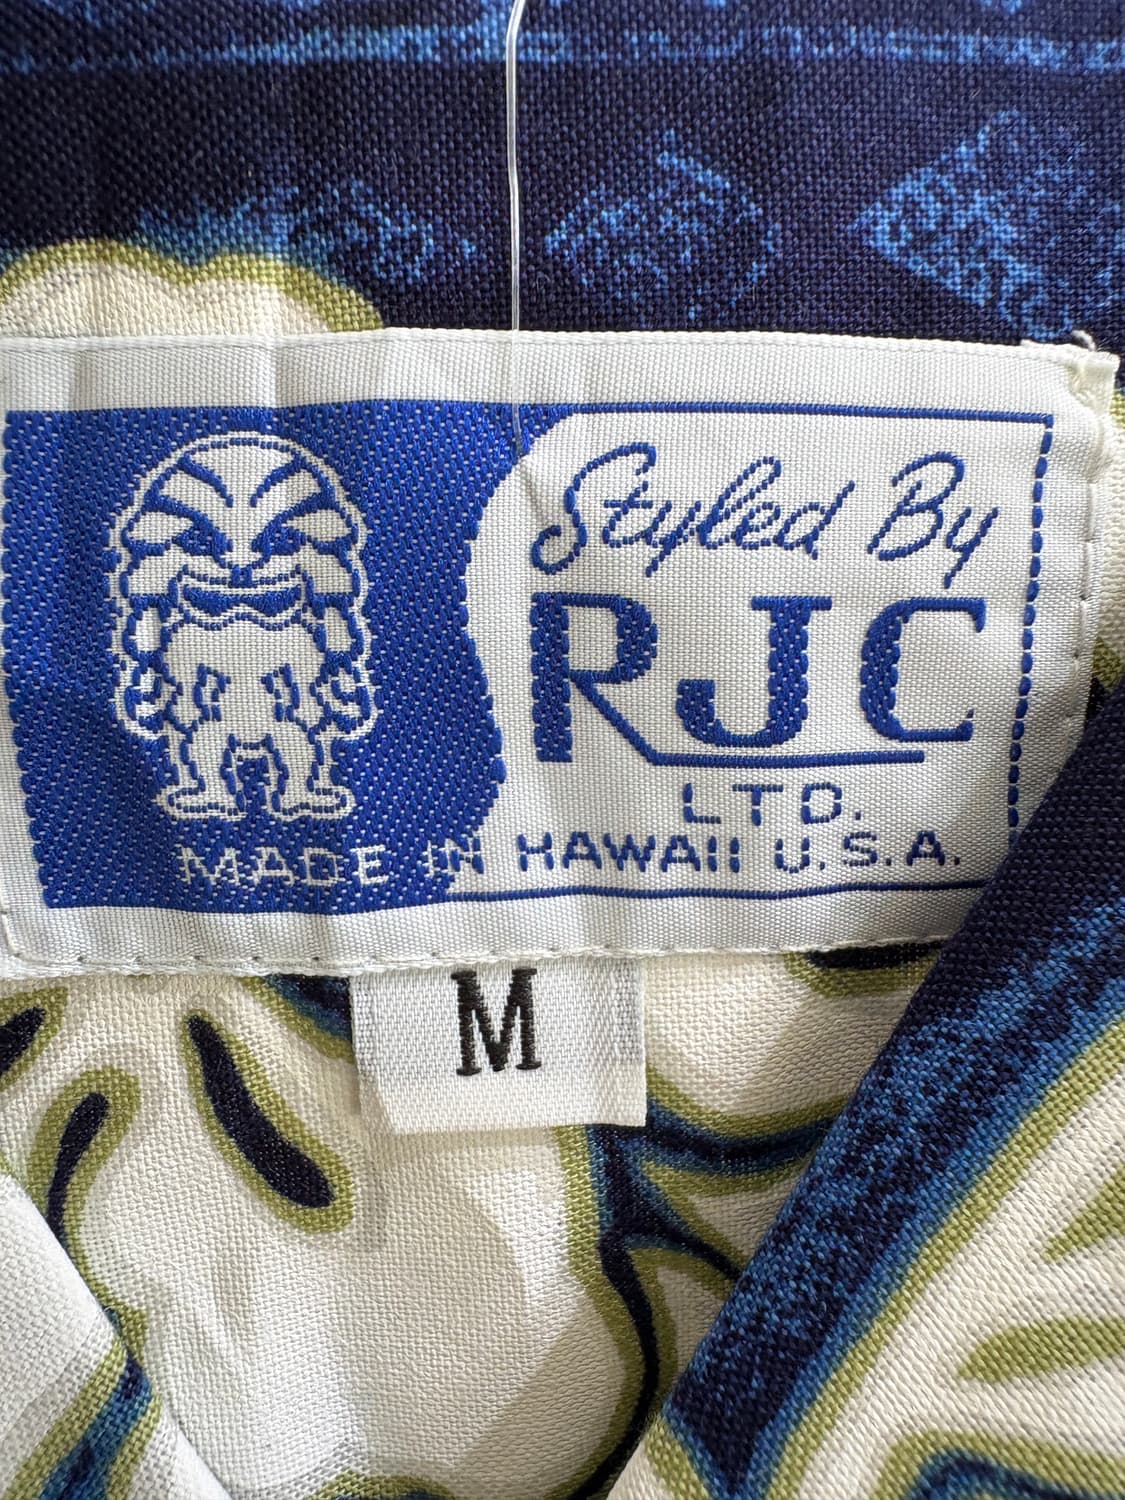 Styled By
RJC
LTD.
MADE IN HAWAII U.S.A.
M